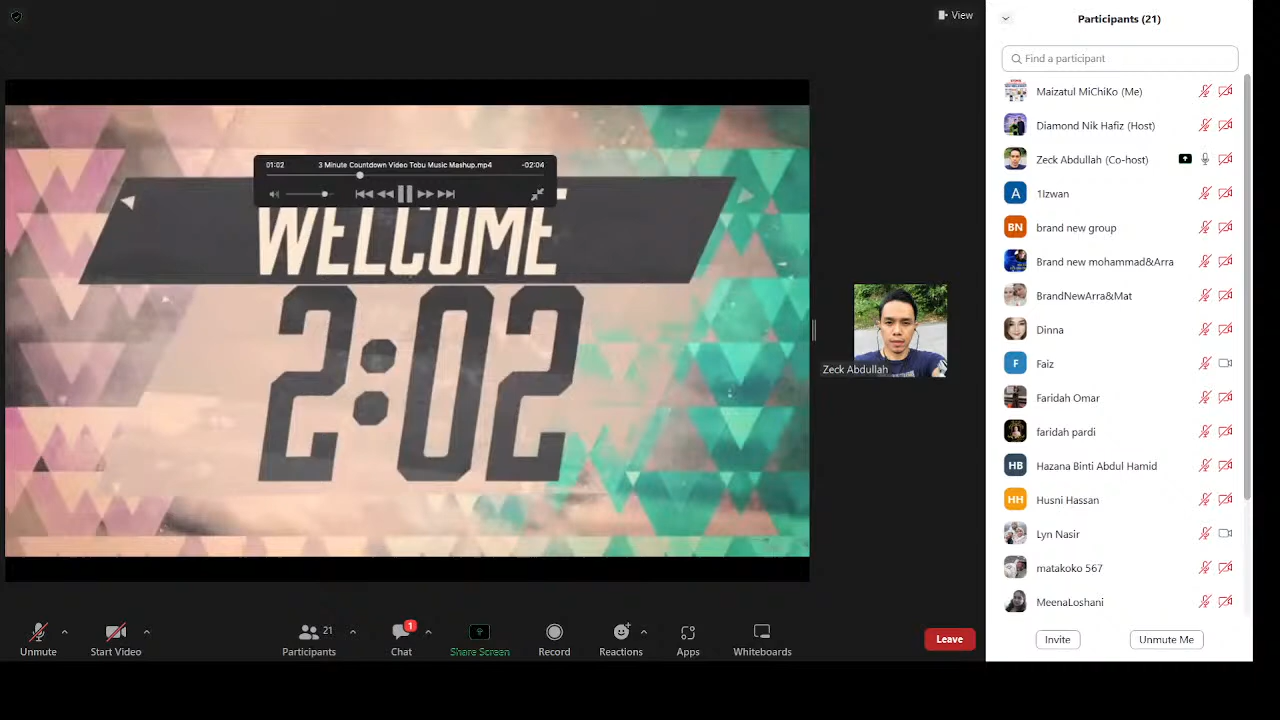 View
01:02 3 Minute Countdown Video Tobu Music Mashup.mp4 -02:04
WELCOME
2:02
Zeck Abdullah
Participants (21)
Find a participant
Maizatul MiChiKo (Me)
Diamond Nik Hafiz (Host)
Zeck Abdullah (Co-host)
A 1Izwan
BN brand new group
Brand new mohammad&Arra
BrandNewArra&Mat
Dinna
F Faiz
Faridah Omar
faridah pardi
HB Hazana Binti Abdul Hamid
HH Husni Hassan
Lyn Nasir
matakoko 567
MeenaLoshani
Invite Unmute Me
Unmute
Start Video
21
Participants
1
Chat
Share Screen
Record
Reactions
Apps
Whiteboards
Leave